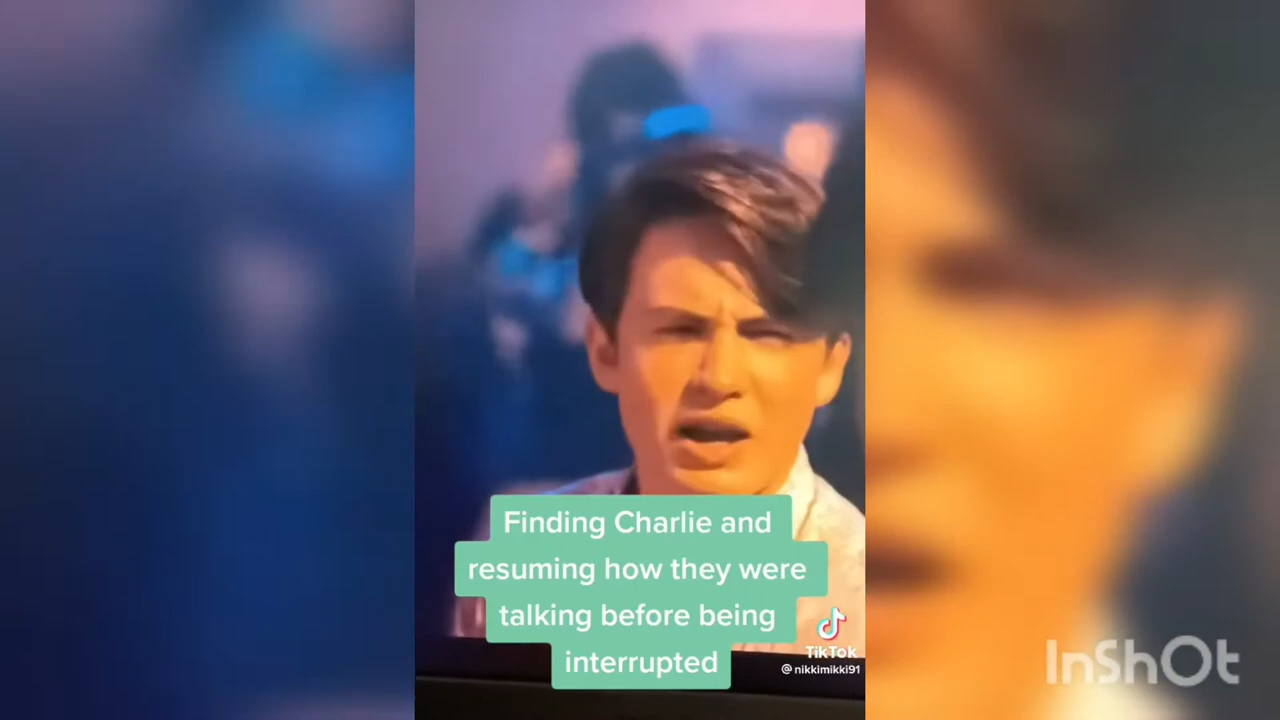 Finding Charlie and
resuming how they were
talking before being
interrupted
TikTok
@nikkimikki91
InShOt